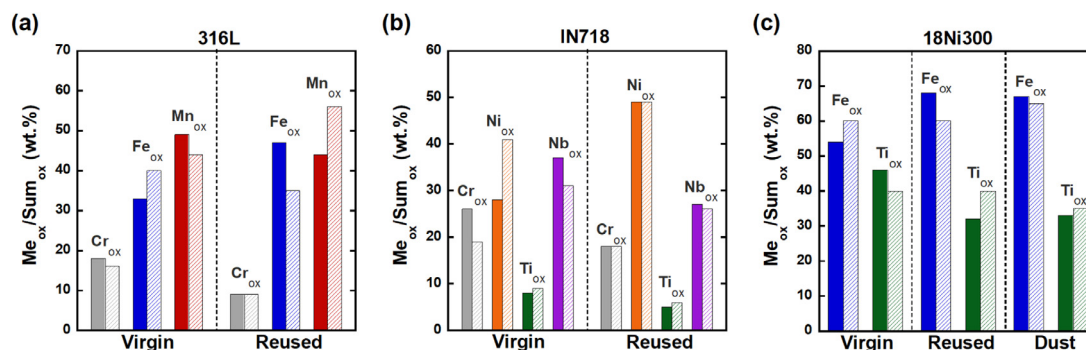 (a)
316L
Me_ox/Sum_ox (wt.%)
70
60
50
40
30
20
10
0
Cr_ox
Fe_ox
Mn_ox
Cr_ox
Fe_ox
Mn_ox
Virgin
Reused
(b)
IN718
Me_ox/Sum_ox (wt.%)
60
50
40
30
20
10
0
Cr_ox
Ni_ox
Ti_ox
Nb_ox
Cr_ox
Ni_ox
Ti_ox
Nb_ox
Virgin
Reused
(c)
18Ni300
Me_ox/Sum_ox (wt.%)
80
70
60
50
40
30
20
10
0
Fe_ox
Ti_ox
Fe_ox
Ti_ox
Fe_ox
Ti_ox
Virgin
Reused
Dust